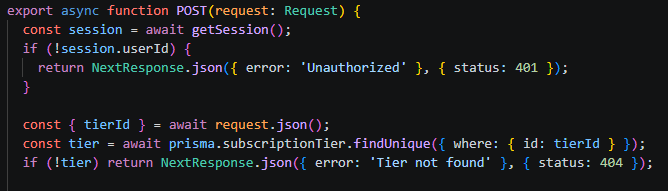 export async function POST(request: Request) {
  const session = await getSession();
  if (!session.userId) {
    return NextResponse.json({ error: 'Unauthorized' }, { status: 401 });
  }

  const { tierId } = await request.json();
  const tier = await prisma.subscriptionTier.findUnique({ where: { id: tierId } });
  if (!tier) return NextResponse.json({ error: 'Tier not found' }, { status: 404 });